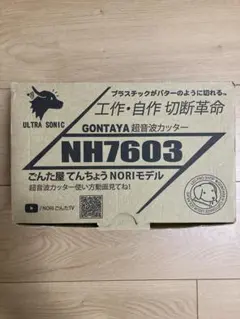 プラスチックがバターのように切れる。
工作・自作 切断革命
ULTRA SONIC
GONTAYA 超音波カッター
NH7603
ごんた屋 てんちょう NORIモデル
超音波カッター使い方動画見てね!